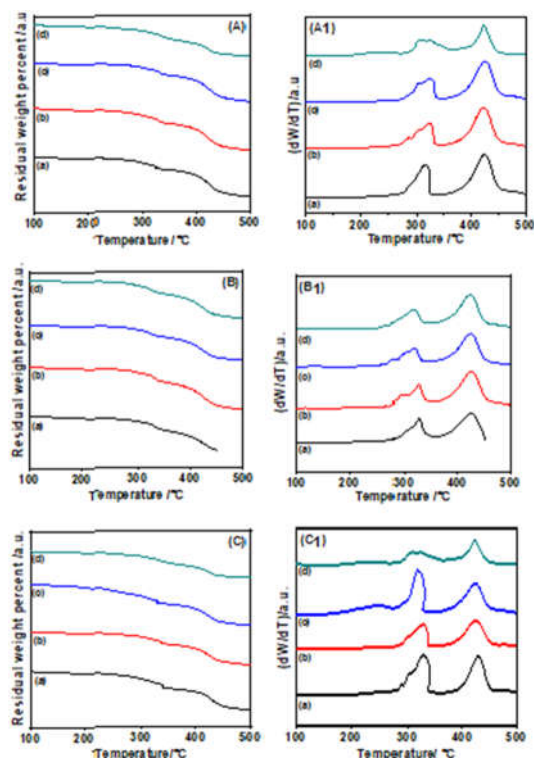 Residual weight percent /a.u
(A)
(d)
(c)
(b)
(a)
100 200 300 400 500
Temperature /°C
(dW/dT)/a.u
(A1)
(d)
(c)
(b)
(a)
100 200 300 400 500
Temperature /°C
Residual weight percent /a.u.
(B)
(d)
(c)
(b)
(a)
100 200 300 400 500
Temperature /°C
(dW/dT)/a.u.
(B1)
(d)
(c)
(b)
(a)
100 200 300 400 500
Temperature /°C
Residual weight percent /a.u.
(C)
(d)
(c)
(b)
(a)
100 200 300 400 500
Temperature/°C
(dW/dT)/a.u.
(C1)
(d)
(c)
(b)
(a)
100 200 300 400 500
Temperature/ °C